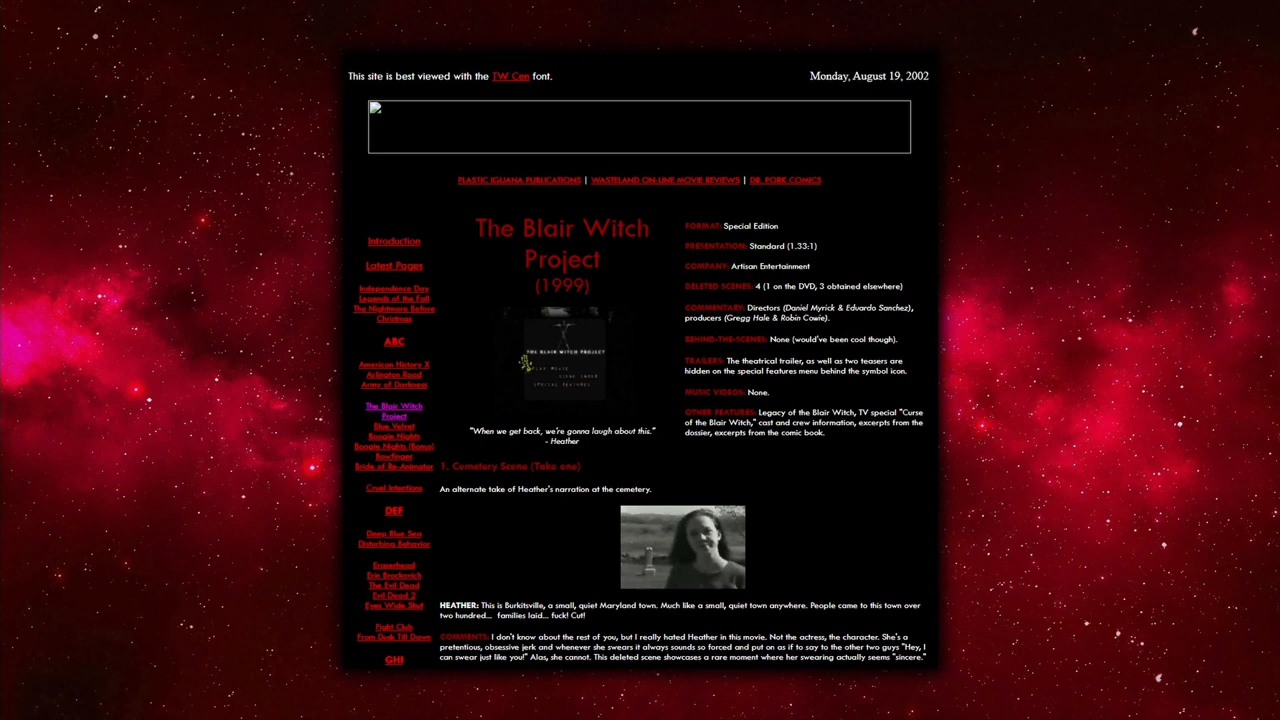 This site is best viewed with the TW Cen font.
Monday, August 19, 2002
PLASTIC IGUANA PUBLICATIONS | WASTELAND ON-LINE MOVIE REVIEWS | DR. PORK COMICS
Introduction
Latest Pages
Independence Day
Legends of the Fall
The Nightmare Before
Christmas
ABC
American History X
Arlington Road
Army of Darkness
The Blair Witch
Project
Blue Velvet
Boogie Nights
Boogie Nights (Bonus)
Bowfinger
Bride of Re-Animator
Cruel Intentions
DEF
Deep Blue Sea
Disturbing Behavior
Eraserhead
Erin Brockovich
The Evil Dead
Evil Dead 2
Eyes Wide Shut
Fight Club
From Dusk Till Dawn
GHI
The Blair Witch
Project
(1999)
THE BLAIR WITCH PROJECT
PLAY MOVIE
SCENE INDEX
SPECIAL FEATURES
"When we get back, we're gonna laugh about this."
- Heather
FORMAT: Special Edition
PRESENTATION: Standard (1.33:1)
COMPANY: Artisan Entertainment
DELETED SCENES: 4 (1 on the DVD, 3 obtained elsewhere)
COMMENTARY: Directors (Daniel Myrick & Eduardo Sanchez),
producers (Gregg Hale & Robin Cowie).
BEHIND-THE-SCENES: None (would've been cool though).
TRAILERS: The theatrical trailer, as well as two teasers are
hidden on the special features menu behind the symbol icon.
MUSIC VIDEOS: None.
OTHER FEATURES: Legacy of the Blair Witch, TV special "Curse
of the Blair Witch," cast and crew information, excerpts from the
dossier, excerpts from the comic book.
1. Cemetery Scene (Take one)
An alternate take of Heather's narration at the cemetery.
HEATHER: This is Burkitsville, a small, quiet Maryland town. Much like a small, quiet town anywhere. People came to this town over
two hundred... families laid... fuck! Cut!
COMMENTS: I don't know about the rest of you, but I really hated Heather in this movie. Not the actress, the character. She's a
pretentious, obsessive jerk and whenever she swears it always sounds so forced and put on as if to say to the other two guys "Hey, I
can swear just like you!" Alas, she cannot. This deleted scene showcases a rare moment where her swearing actually seems "sincere."